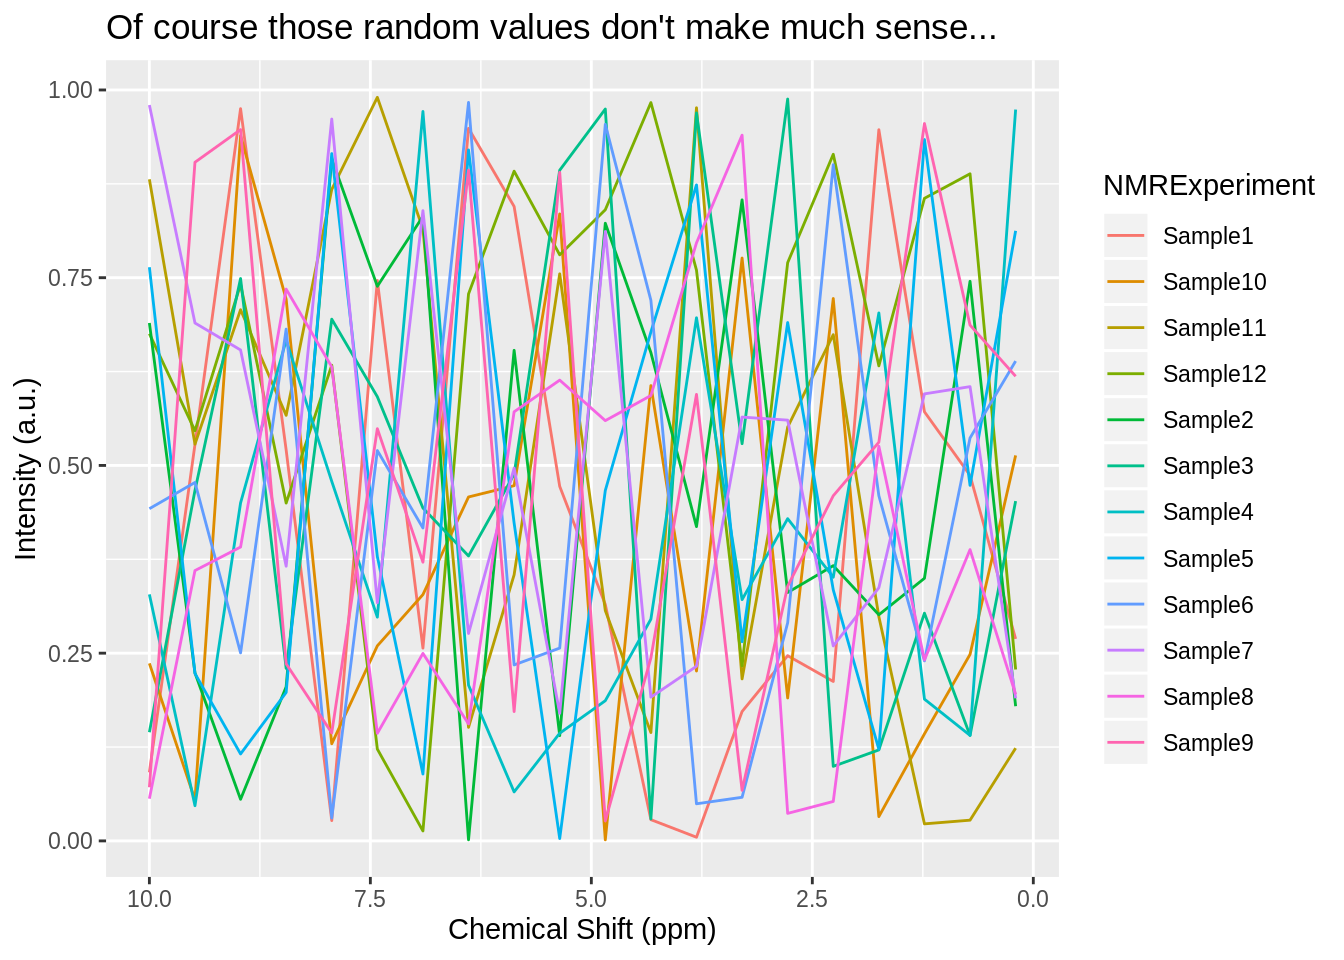 Of course those random values don't make much sense...
1.00
0.75
0.50
0.25
0.00
Intensity (a.u.)
10.0
7.5
5.0
2.5
0.0
Chemical Shift (ppm)
NMRExperiment
Sample1
Sample10
Sample11
Sample12
Sample2
Sample3
Sample4
Sample5
Sample6
Sample7
Sample8
Sample9